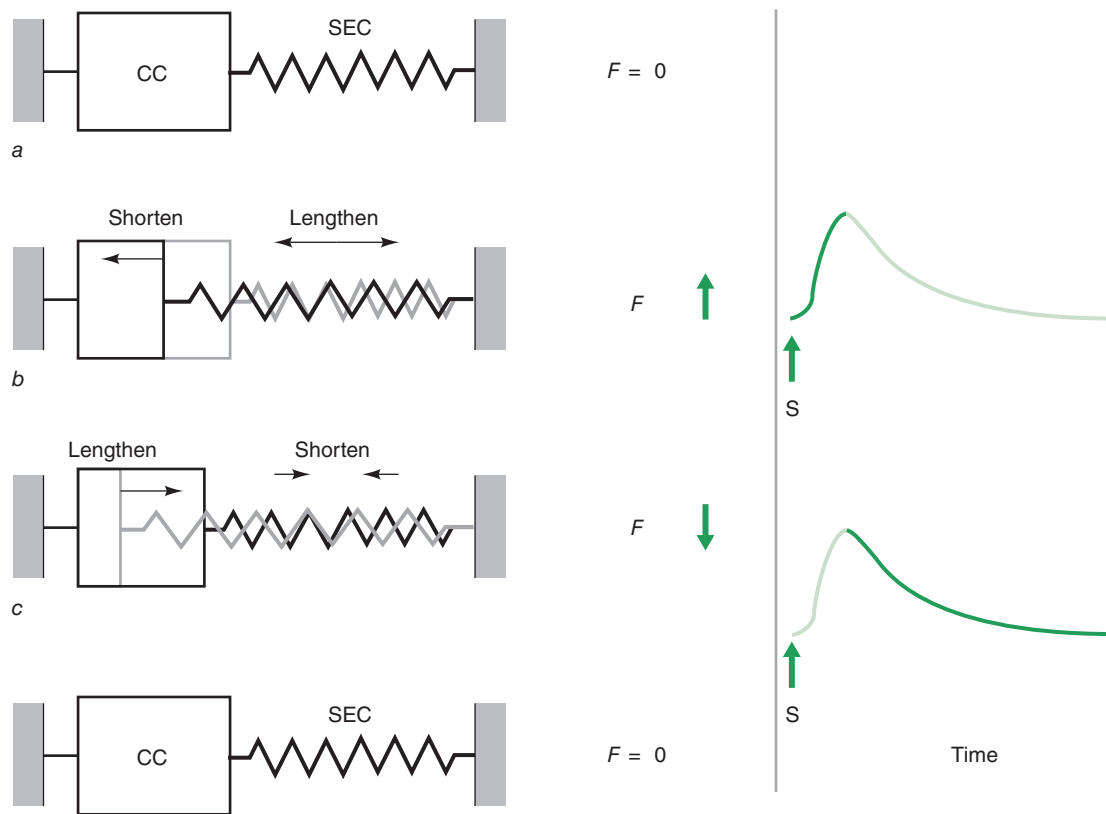 SEC
CC
F = 0
a
Shorten
Lengthen
F
S
b
Lengthen
Shorten
F
c
S
SEC
CC
F = 0
Time